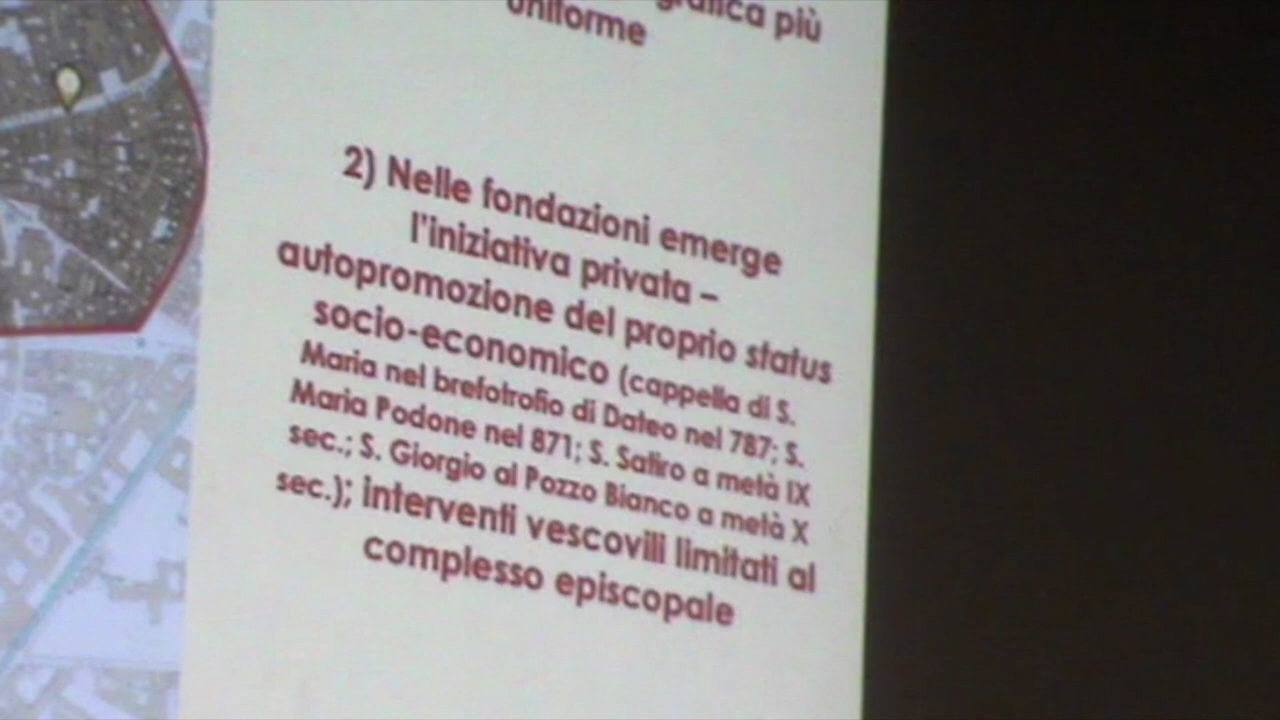 più
uniforme
2) Nelle fondazioni emerge
l'iniziativa privata –
autopromozione del proprio status
socio-economico (cappella di S.
Maria nel brefotrofio di Dateo nel 787; S.
Maria Podone nel 871; S. Satiro a metà IX
sec.; S. Giorgio al Pozzo Bianco a metà X
sec.); interventi vescovili limitati al
complesso episcopale